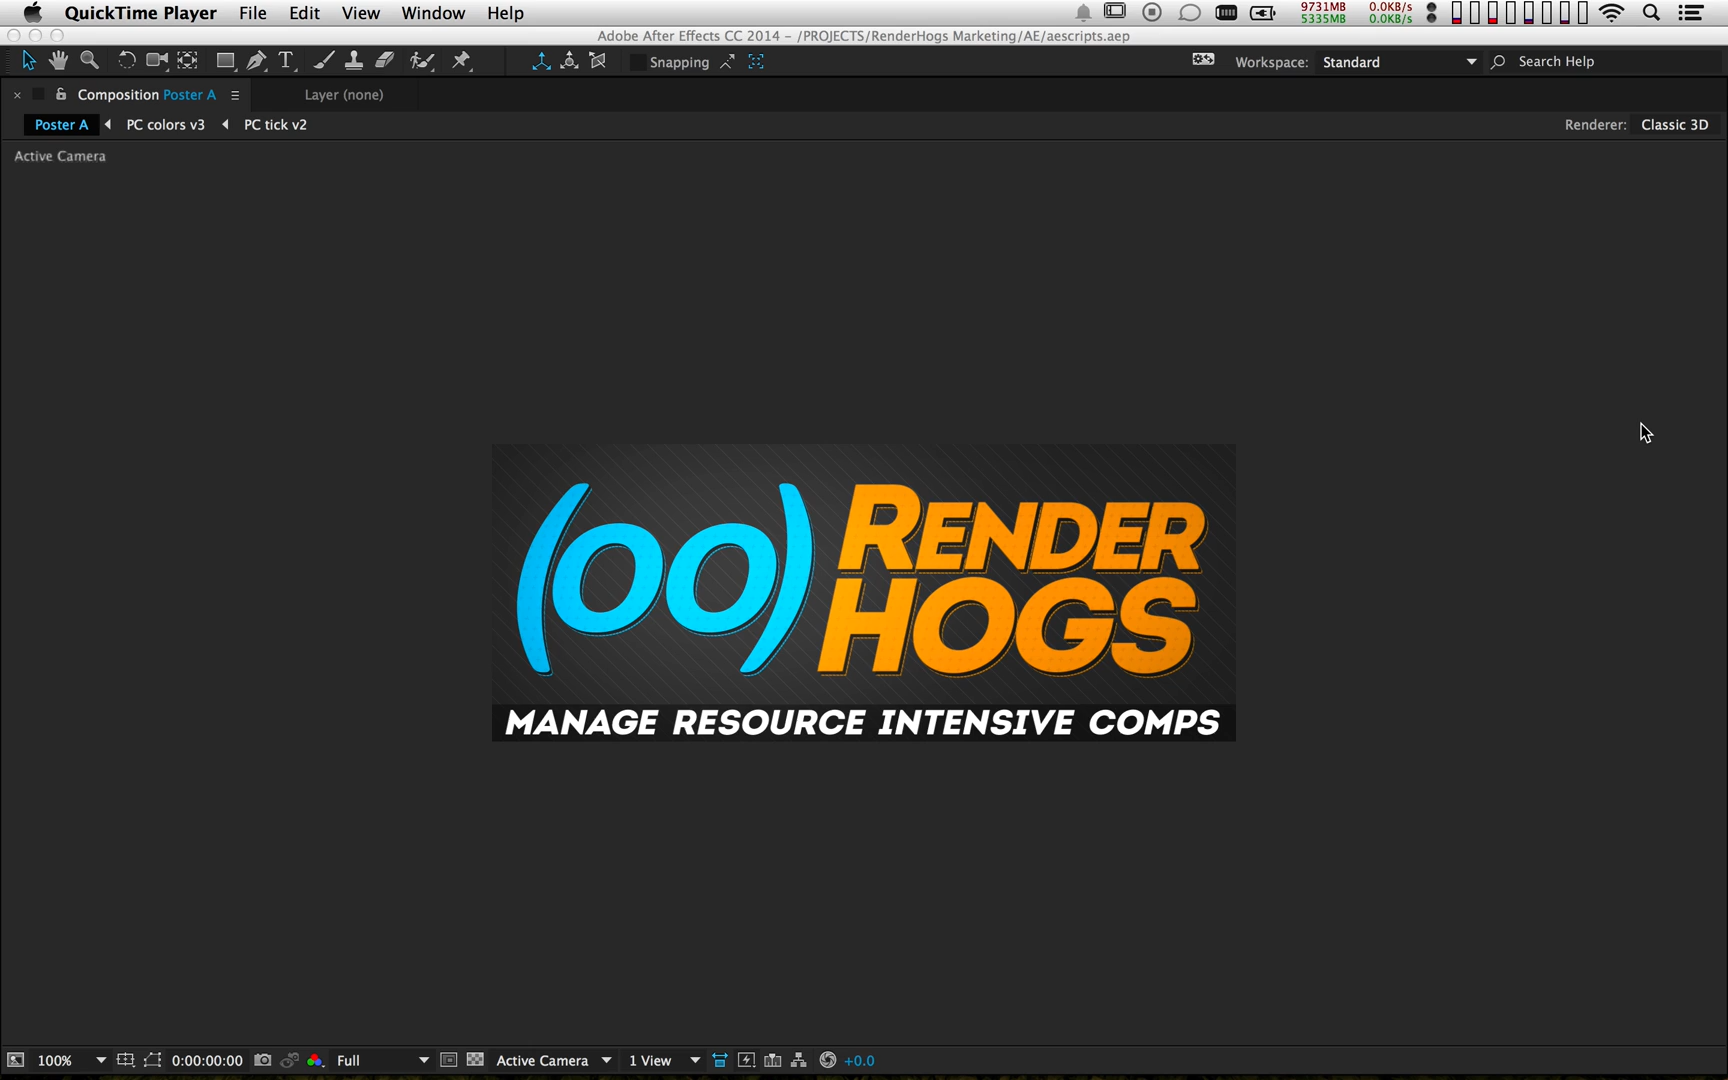 QuickTime Player File Edit View Window Help 9731MB 0.0KB/s
5335MB 0.0KB/s
Adobe After Effects CC 2014 - /PROJECTS/RenderHogs Marketing/AE/aescripts.aep
Snapping Workspace: Standard Search Help
Composition Poster A Layer (none)
Poster A PC colors v3 PC tick v2 Renderer: Classic 3D
Active Camera
(oo) RENDER
HOGS
MANAGE RESOURCE INTENSIVE COMPS
100% 0:00:00:00 Full Active Camera 1 View +0.0